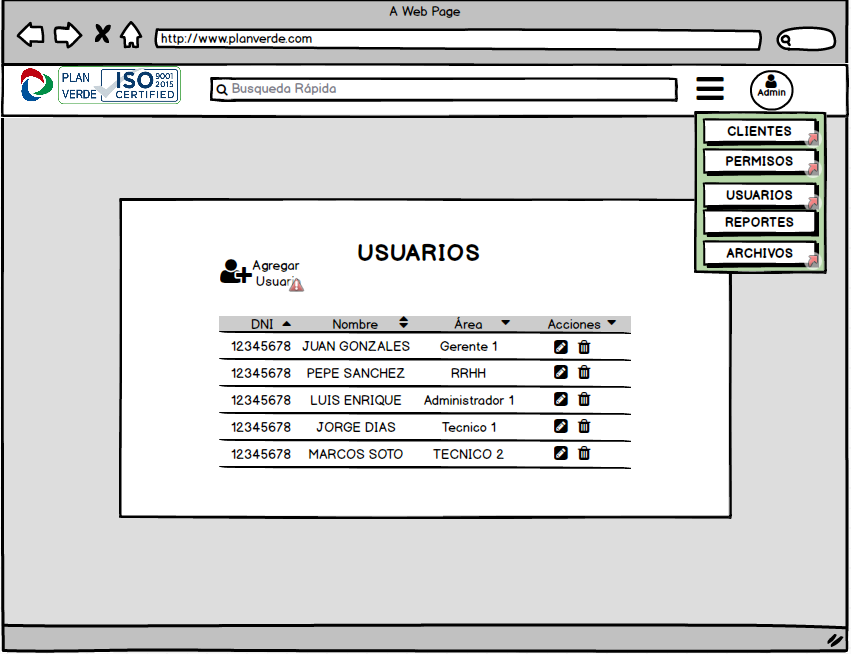 A Web Page
http://www.planverde.com
PLAN
VERDE
ISO 9001 2015
CERTIFIED
Busqueda Rápida
Admin
CLIENTES
PERMISOS
USUARIOS
REPORTES
ARCHIVOS
USUARIOS
Agregar
Usuari
DNI Nombre Área Acciones
12345678 JUAN GONZALES Gerente 1
12345678 PEPE SANCHEZ RRHH
12345678 LUIS ENRIQUE Administrador 1
12345678 JORGE DIAS Tecnico 1
12345678 MARCOS SOTO TECNICO 2